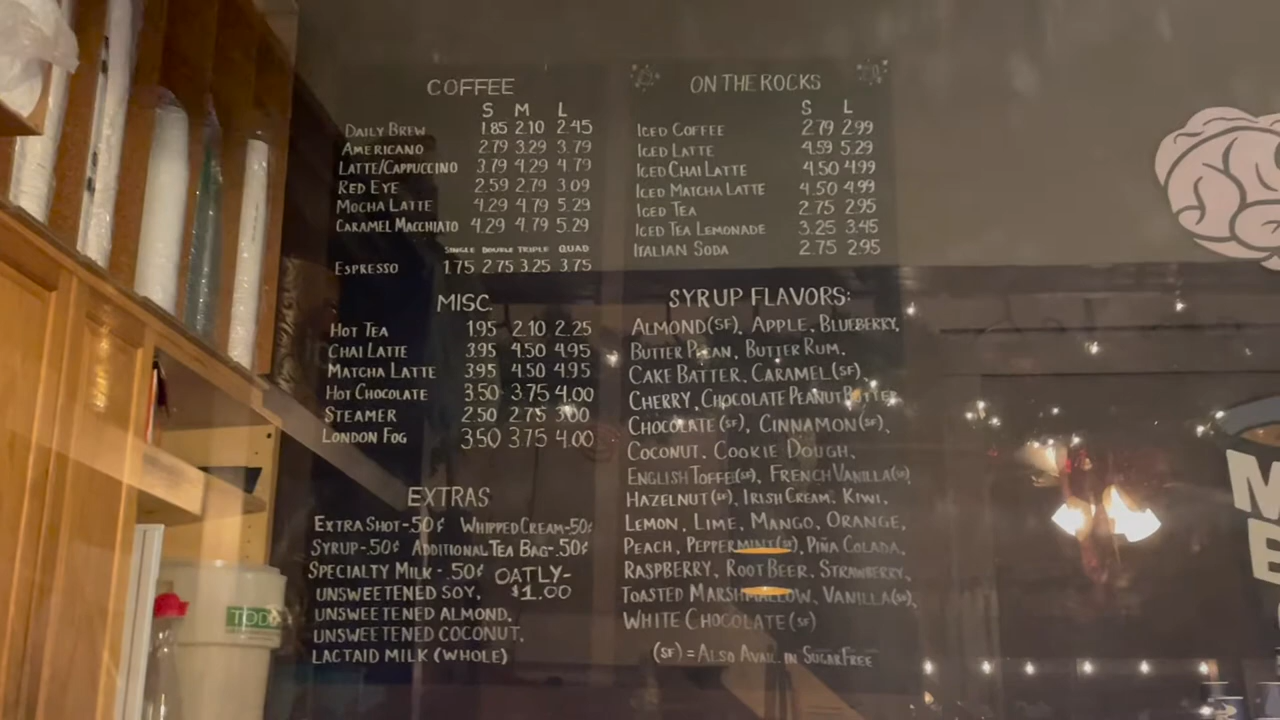 COFFEE
S M L
DAILY BREW 1.85 2.10 2.45
AMERICANO 2.79 3.29 3.79
LATTE/CAPPUCCINO 3.79 4.29 4.79
RED EYE 2.59 2.79 3.09
MOCHA LATTE 4.29 4.79 5.29
CARAMEL MACCHIATO 4.29 4.79 5.29
SINGLE DOUBLE TRIPLE QUAD
ESPRESSO 1.75 2.75 3.25 3.75
MISC.
HOT TEA 1.95 2.10 2.25
CHAI LATTE 3.95 4.50 4.95
MATCHA LATTE 3.95 4.50 4.95
HOT CHOCOLATE 3.50 3.75 4.00
STEAMER 2.50 2.75 3.00
LONDON FOG 3.50 3.75 4.00
EXTRAS
EXTRA SHOT-50¢ WHIPPED CREAM-50¢
SYRUP-.50¢ ADDITIONAL TEA BAG-.50¢
SPECIALTY MILK-.50¢ OATLY-
UNSWEETENED SOY, $1.00
UNSWEETENED ALMOND,
UNSWEETENED COCONUT,
LACTAID MILK (WHOLE)
ON THE ROCKS
S L
ICED COFFEE 2.79 2.99
ICED LATTE 4.59 5.29
ICED CHAI LATTE 4.50 4.99
ICED MATCHA LATTE 4.50 4.99
ICED TEA 2.75 2.95
ICED TEA LEMONADE 3.25 3.45
ITALIAN SODA 2.75 2.95
SYRUP FLAVORS:
ALMOND(SF), APPLE, BLUEBERRY,
BUTTER PECAN, BUTTER RUM,
CAKE BATTER, CARAMEL(SF),
CHERRY, CHOCOLATE PEANUT BUTTER
CHOCOLATE (SF), CINNAMON(SF),
COCONUT, COOKIE DOUGH,
ENGLISH TOFFEE(SF), FRENCH VANILLA(SF),
HAZELNUT(SF), IRISH CREAM, KIWI,
LEMON, LIME, MANGO, ORANGE,
PEACH, PEPPERMINT(SF), PIÑA COLADA,
RASPBERRY, ROOT BEER, STRAWBERRY,
TOASTED MARSHMALLOW, VANILLA(SF),
WHITE CHOCOLATE (SF)
(SF) = ALSO AVAIL. IN SUGAR FREE